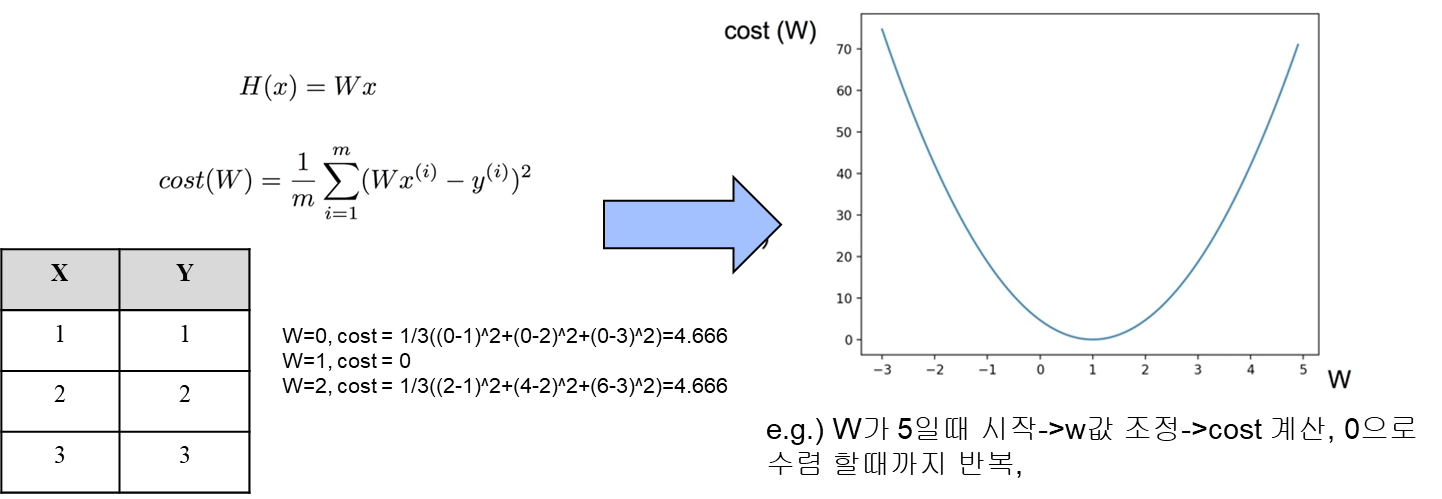 H(x) = Wx
cost(W) = \frac{1}{m} \sum_{i=1}^{m} (Wx^{(i)} - y^{(i)})^2
X Y
1 1
2 2
3 3
W=0, cost = 1/3((0-1)^2+(0-2)^2+(0-3)^2)=4.666
W=1, cost = 0
W=2, cost = 1/3((2-1)^2+(4-2)^2+(6-3)^2)=4.666
cost (W)
70
60
50
40
30
20
10
0
−3 −2 −1 0 1 2 3 4 5
W
e.g.) W가 5일때 시작->w값 조정->cost 계산, 0으로
수렴 할때까지 반복,